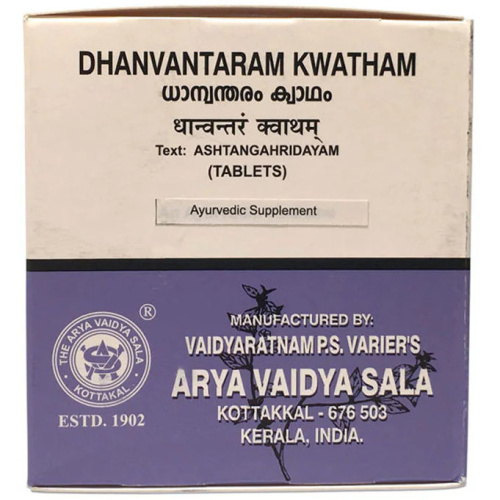 DHANVANTARAM KWATHAM
ധാന്വന്തരം ക്വാഥം
धान्वन्तरं क्वाथम्
Text: ASHTANGAHRIDAYAM
(TABLETS)
Ayurvedic Supplement
THE ARYA VAIDYA SALA
KOTTAKAL
®
ESTD. 1902
MANUFACTURED BY:
VAIDYARATNAM P.S. VARIER'S
ARYA VAIDYA SALA
KOTTAKKAL - 676 503
KERALA, INDIA.